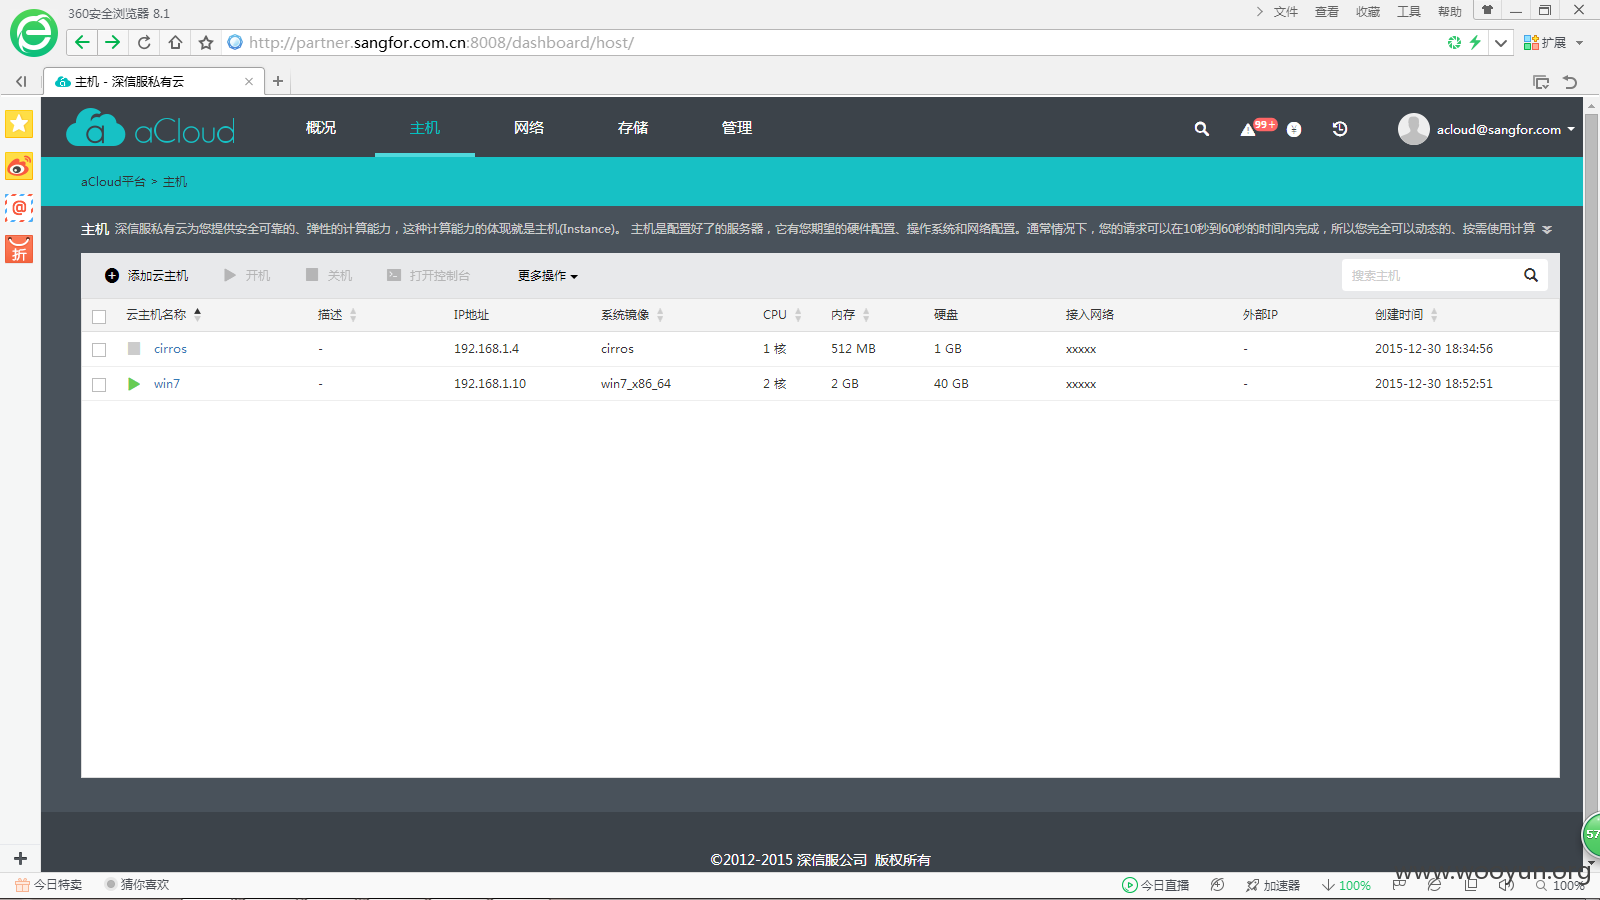 360安全浏览器 8.1
文件 查看 收藏 工具 帮助
http://partner.sangfor.com.cn:8008/dashboard/host/
扩展
主机 - 深信服私有云
aCloud
概况 主机 网络 存储 管理
99+
acloud@sangfor.com
aCloud平台 > 主机
主机 深信服私有云为您提供安全可靠的、弹性的计算能力，这种计算能力的体现就是主机(Instance)。 主机是配置好了的服务器，它有您期望的硬件配置、操作系统和网络配置。通常情况下，您的请求可以在10秒到60秒的时间内完成，所以您完全可以动态的、按需使用计算
添加云主机 开机 关机 打开控制台 更多操作 搜索主机
云主机名称 描述 IP地址 系统镜像 CPU 内存 硬盘 接入网络 外部IP 创建时间
cirros - 192.168.1.4 cirros 1 核 512 MB 1 GB xxxxx - 2015-12-30 18:34:56
win7 - 192.168.1.10 win7_x86_64 2 核 2 GB 40 GB xxxxx - 2015-12-30 18:52:51
折
57
©2012-2015 深信服公司 版权所有
www.wooyun.org
今日特卖 猜你喜欢 今日直播 加速器 100% 100%